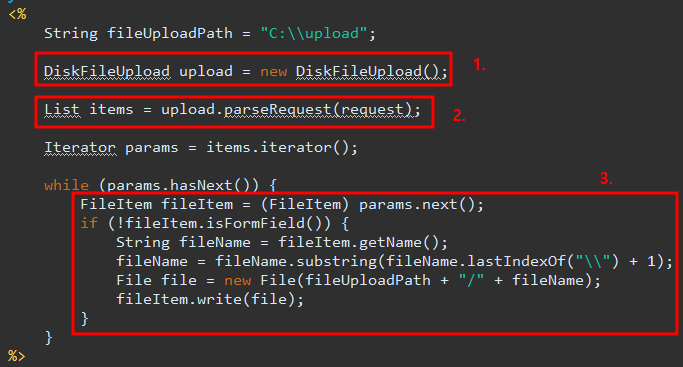 <%
String fileUploadPath = "C:\\upload";
DiskFileUpload upload = new DiskFileUpload(); 1.
List items = upload.parseRequest(request); 2.
Iterator params = items.iterator();
while (params.hasNext()) {
3.
FileItem fileItem = (FileItem) params.next();
if (!fileItem.isFormField()) {
String fileName = fileItem.getName();
fileName = fileName.substring(fileName.lastIndexOf("\\") + 1);
File file = new File(fileUploadPath + "/" + fileName);
fileItem.write(file);
}
}
%>